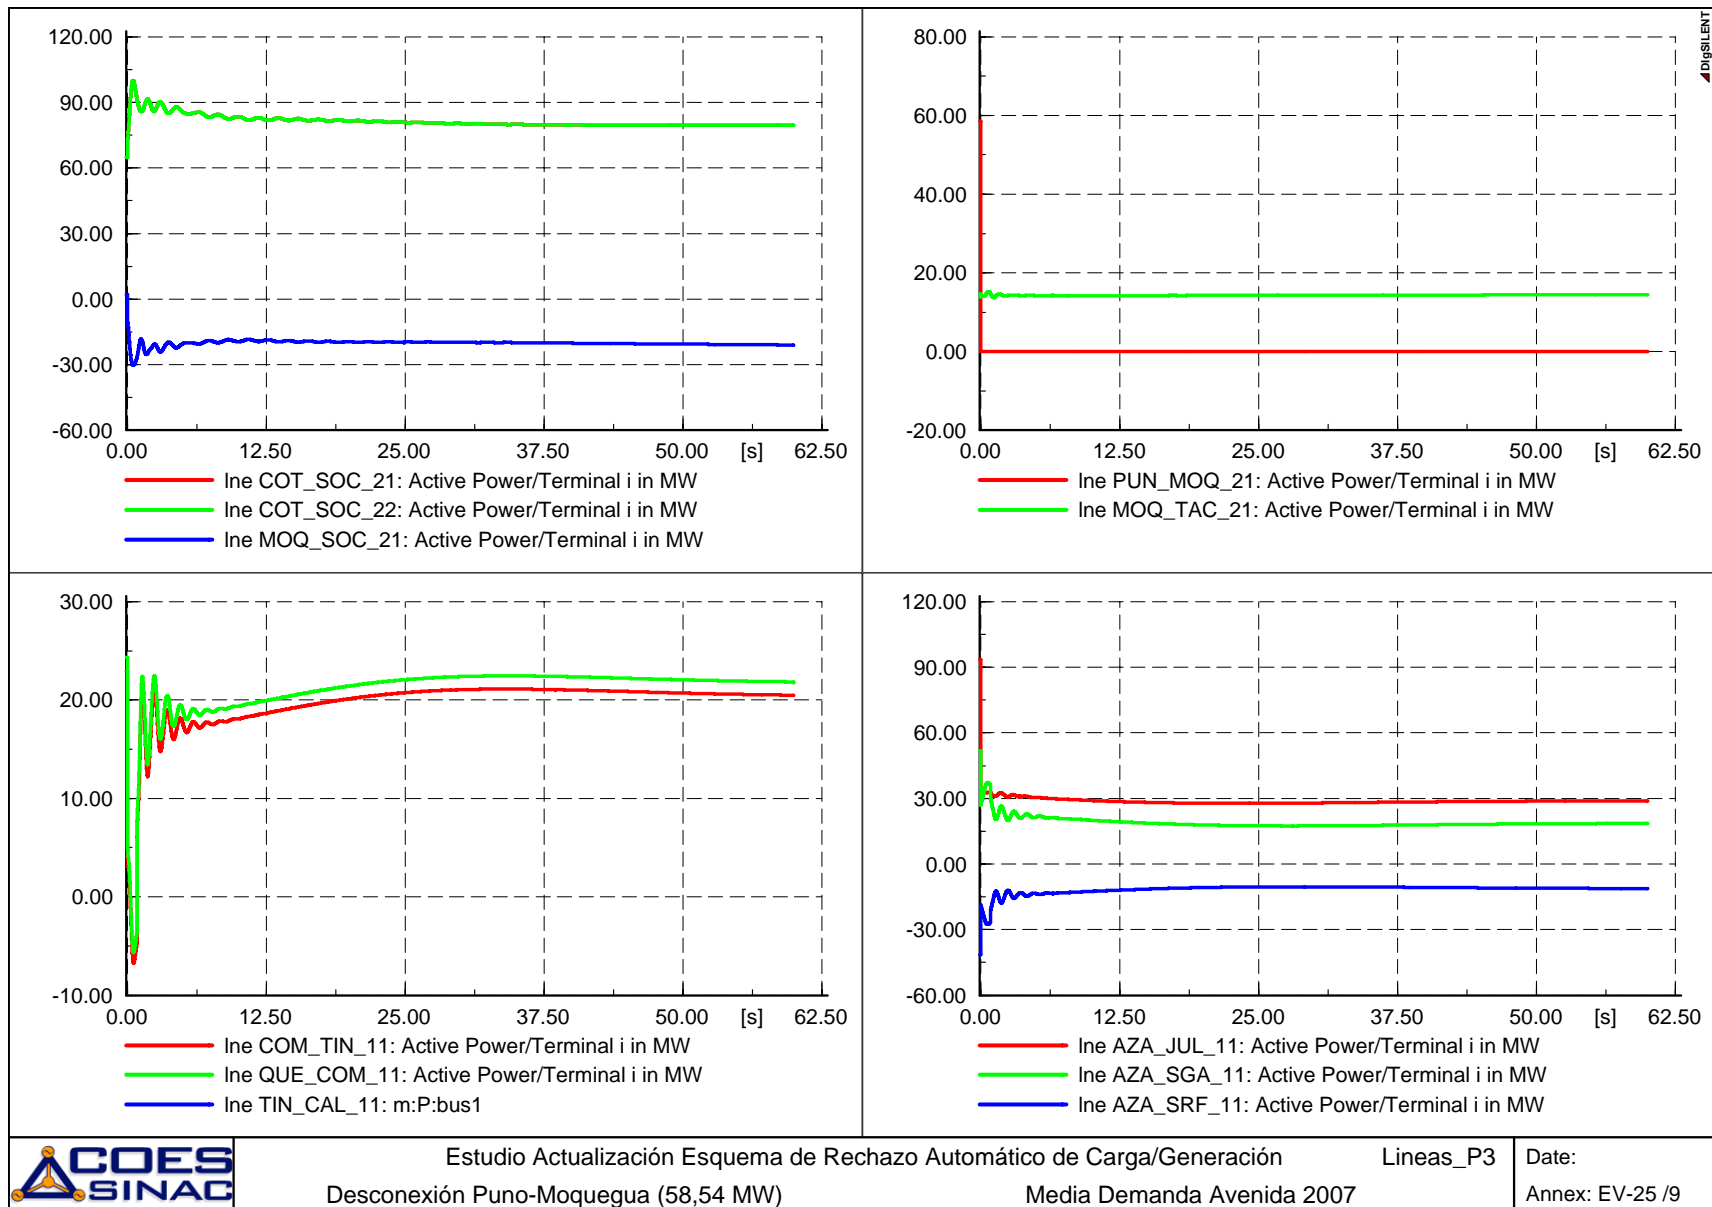 DIgSILENT
120.00
90.00
60.00
30.00
0.00
-30.00
-60.00
0.00 12.50 25.00 37.50 50.00 [s] 62.50
lne COT_SOC_21: Active Power/Terminal i in MW
lne COT_SOC_22: Active Power/Terminal i in MW
lne MOQ_SOC_21: Active Power/Terminal i in MW
80.00
60.00
40.00
20.00
0.00
-20.00
0.00 12.50 25.00 37.50 50.00 [s] 62.50
lne PUN_MOQ_21: Active Power/Terminal i in MW
lne MOQ_TAC_21: Active Power/Terminal i in MW
30.00
20.00
10.00
0.00
-10.00
0.00 12.50 25.00 37.50 50.00 [s] 62.50
lne COM_TIN_11: Active Power/Terminal i in MW
lne QUE_COM_11: Active Power/Terminal i in MW
lne TIN_CAL_11: m:P:bus1
120.00
90.00
60.00
30.00
0.00
-30.00
-60.00
0.00 12.50 25.00 37.50 50.00 [s] 62.50
lne AZA_JUL_11: Active Power/Terminal i in MW
lne AZA_SGA_11: Active Power/Terminal i in MW
lne AZA_SRF_11: Active Power/Terminal i in MW
COES
SINAC
Estudio Actualización Esquema de Rechazo Automático de Carga/Generación Lineas_P3
Desconexión Puno-Moquegua (58,54 MW) Media Demanda Avenida 2007
Date:
Annex: EV-25 /9